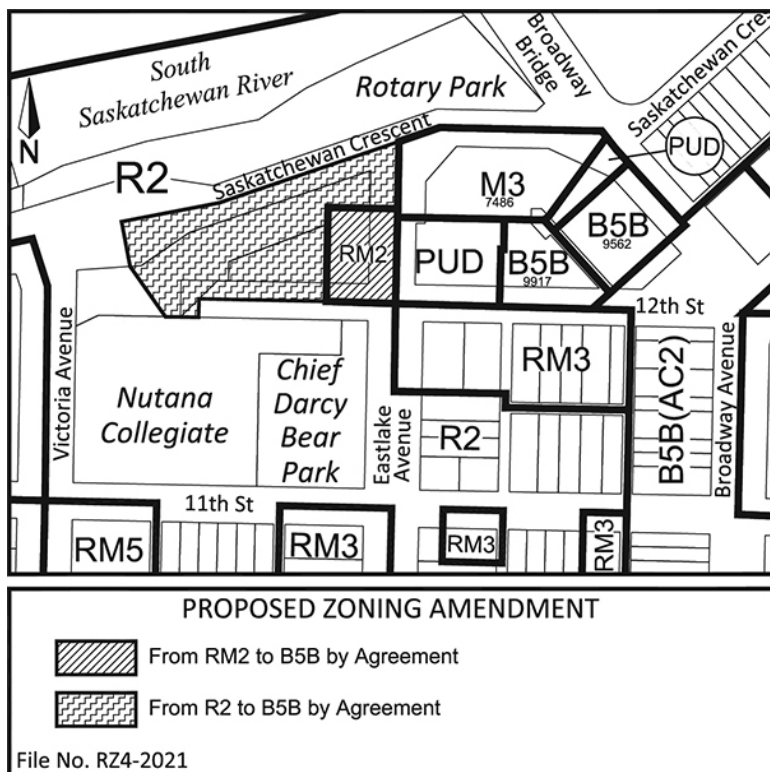 South
Saskatchewan River
Rotary Park
Broadway
Bridge
Saskatchewan Cres
N
R2
Saskatchewan Crescent
PUD
M3
7486
B5B
9562
RM2
PUD
B5B
9917
12th St
Victoria Avenue
Nutana
Collegiate
Chief
Darcy
Bear
Park
Eastlake
Avenue
RM3
R2
B5B(AC2)
Broadway Avenue
11th St
RM5
RM3
RM3
RM3
PROPOSED ZONING AMENDMENT
From RM2 to B5B by Agreement
From R2 to B5B by Agreement
File No. RZ4-2021